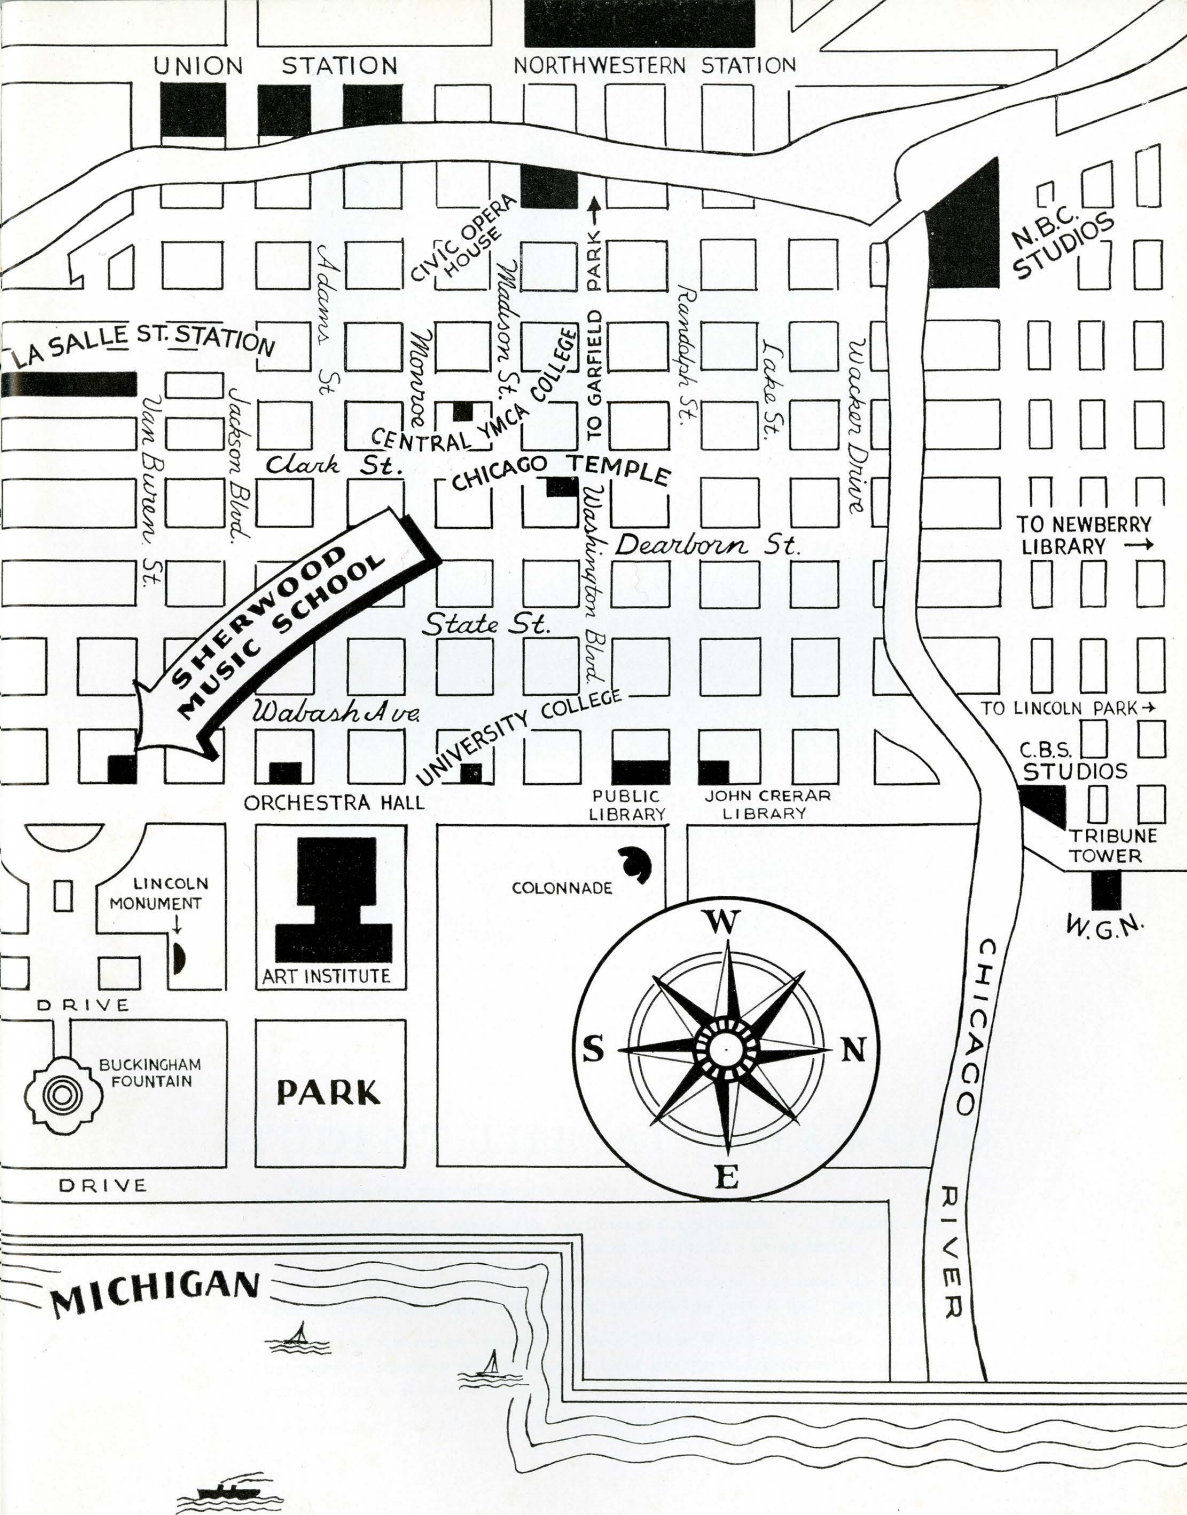 UNION STATION
NORTHWESTERN STATION
CIVIC OPERA
HOUSE
N.B.C.
STUDIOS
TO GARFIELD PARK
Adams St
Madison St.
Monroe
Randolph St.
Lake St.
Wacker Drive
LA SALLE ST. STATION
Van Buren St.
Jackson Blvd.
CENTRAL YMCA COLLEGE
Clark St.
CHICAGO TEMPLE
Washington Blvd.
Dearborn St.
TO NEWBERRY
LIBRARY →
SHERWOOD
MUSIC SCHOOL
State St.
Wabash Ave.
UNIVERSITY COLLEGE
TO LINCOLN PARK →
C.B.S.
STUDIOS
ORCHESTRA HALL
PUBLIC
LIBRARY
JOHN CRERAR
LIBRARY
TRIBUNE
TOWER
W.G.N.
LINCOLN
MONUMENT
COLONNADE
ART INSTITUTE
W
S
N
E
DRIVE
BUCKINGHAM
FOUNTAIN
PARK
DRIVE
CHICAGO RIVER
MICHIGAN